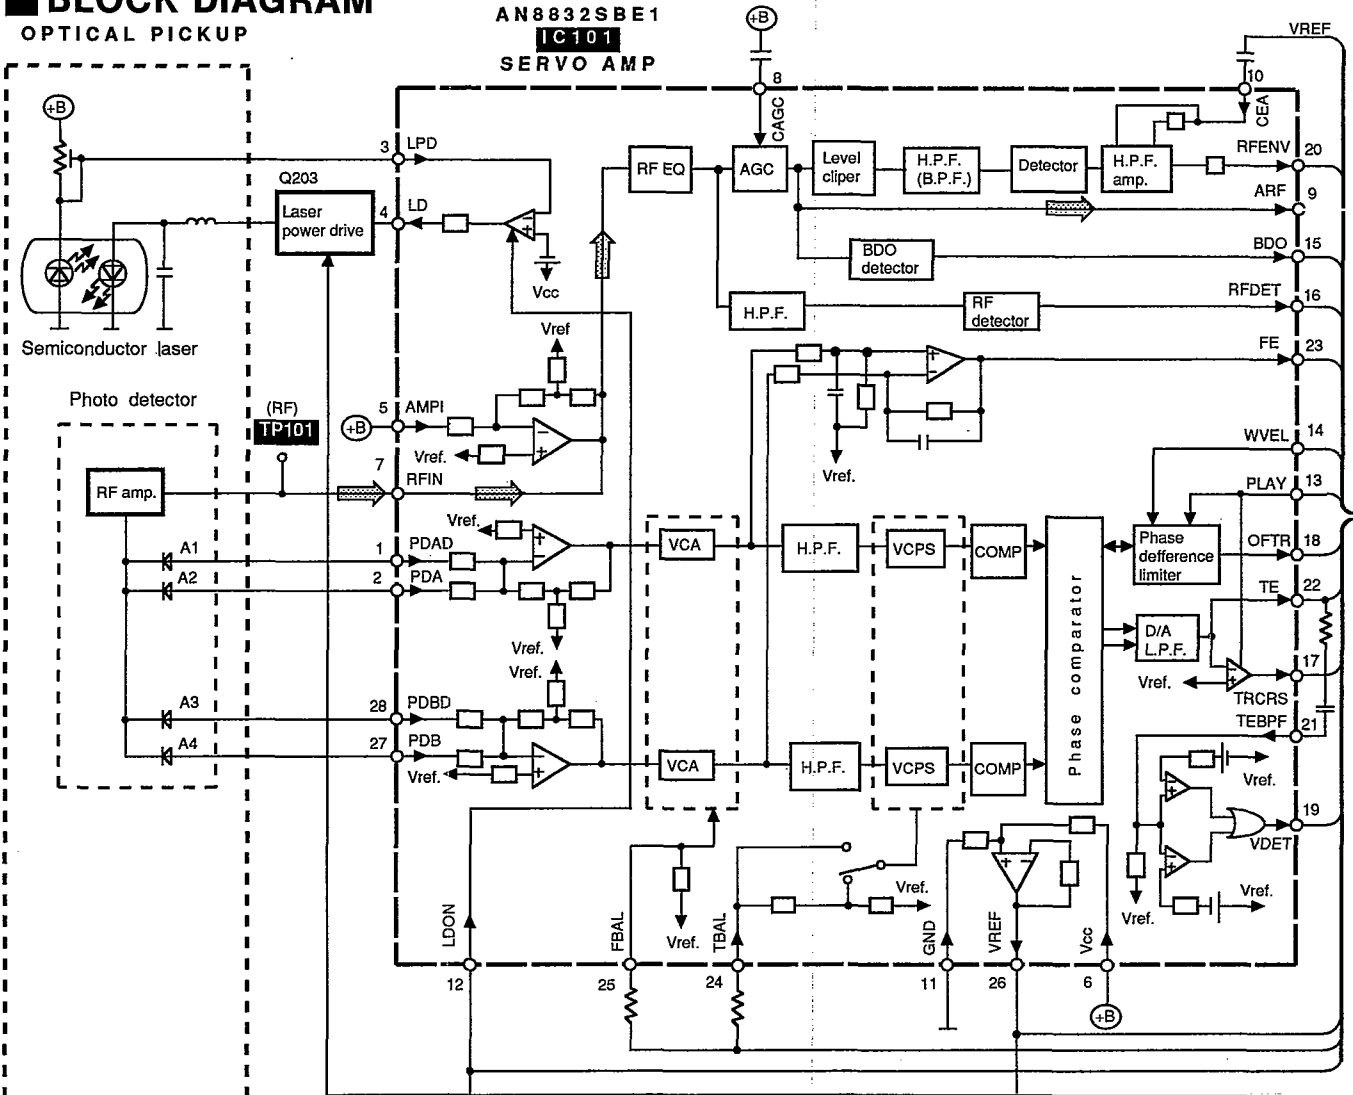 BLOCK DIAGRAM
OPTICAL PICKUP
AN8832SBE1
IC101
SERVO AMP
+B
8
CAGC
10
CEA
VREF
+B
3
LPD
Q203
Laser
power drive
4
LD
Vcc
Semiconductor laser
RF EQ
AGC
Level
cliper
H.P.F.
(B.P.F.)
Detector
H.P.F.
amp.
RFENV
20
ARF
9
BDO
detector
BDO
15
H.P.F.
RF
detector
RFDET
16
FE
23
Vref
Photo detector
(RF)
TP101
+B
5
AMPI
Vref.
7
RFIN
RF amp.
Vref.
WVEL
14
PLAY
13
Vref.
A1
1
PDAD
A2
2
PDA
Vref.
Vref.
A3
28
PDBD
A4
27
PDB
Vref.
VCA
H.P.F.
VCPS
COMP
VCA
H.P.F.
VCPS
COMP
Phase comparator
Phase
defference
limiter
OFTR
18
TE
22
D/A
L.P.F.
Vref.
17
TRCRS
TEBPF
21
Vref.
19
VDET
Vref.
Vref.
Vref.
Vref.
LDON
12
FBAL
25
TBAL
24
GND
11
VREF
26
Vcc
6
+B